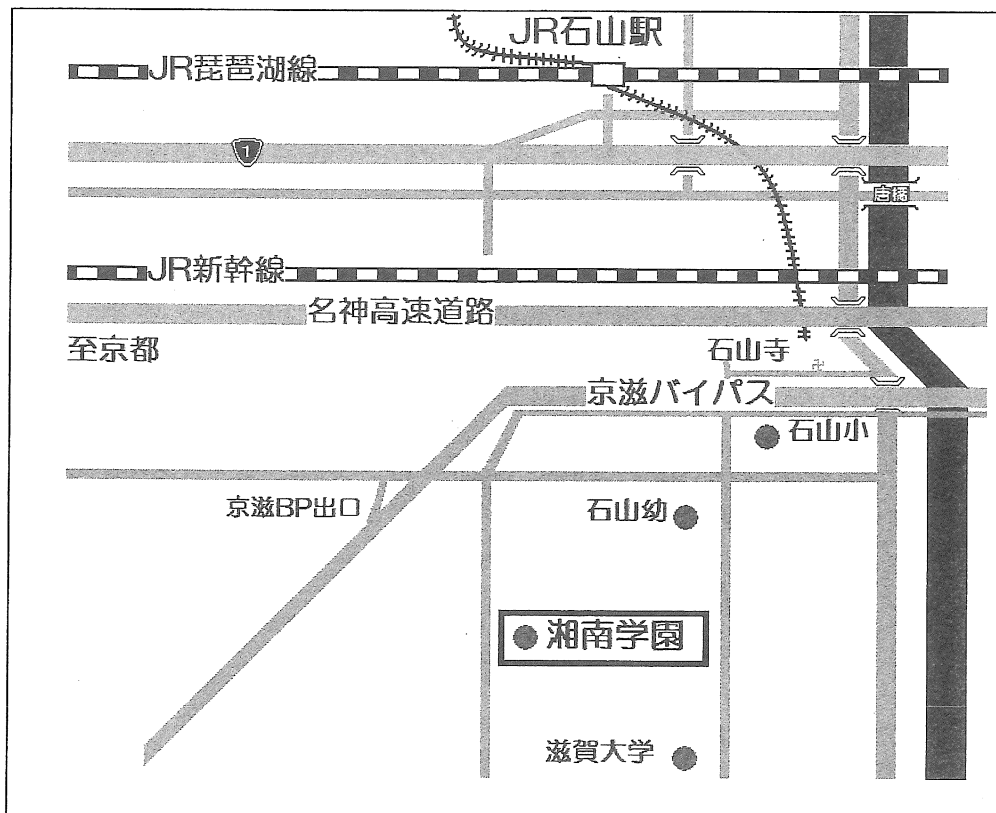 JR石山駅
JR琵琶湖線
1
唐橋
JR新幹線
名神高速道路
至京都
石山寺
卍
京滋バイパス
石山小
京滋BP出口
石山幼
湘南学園
滋賀大学